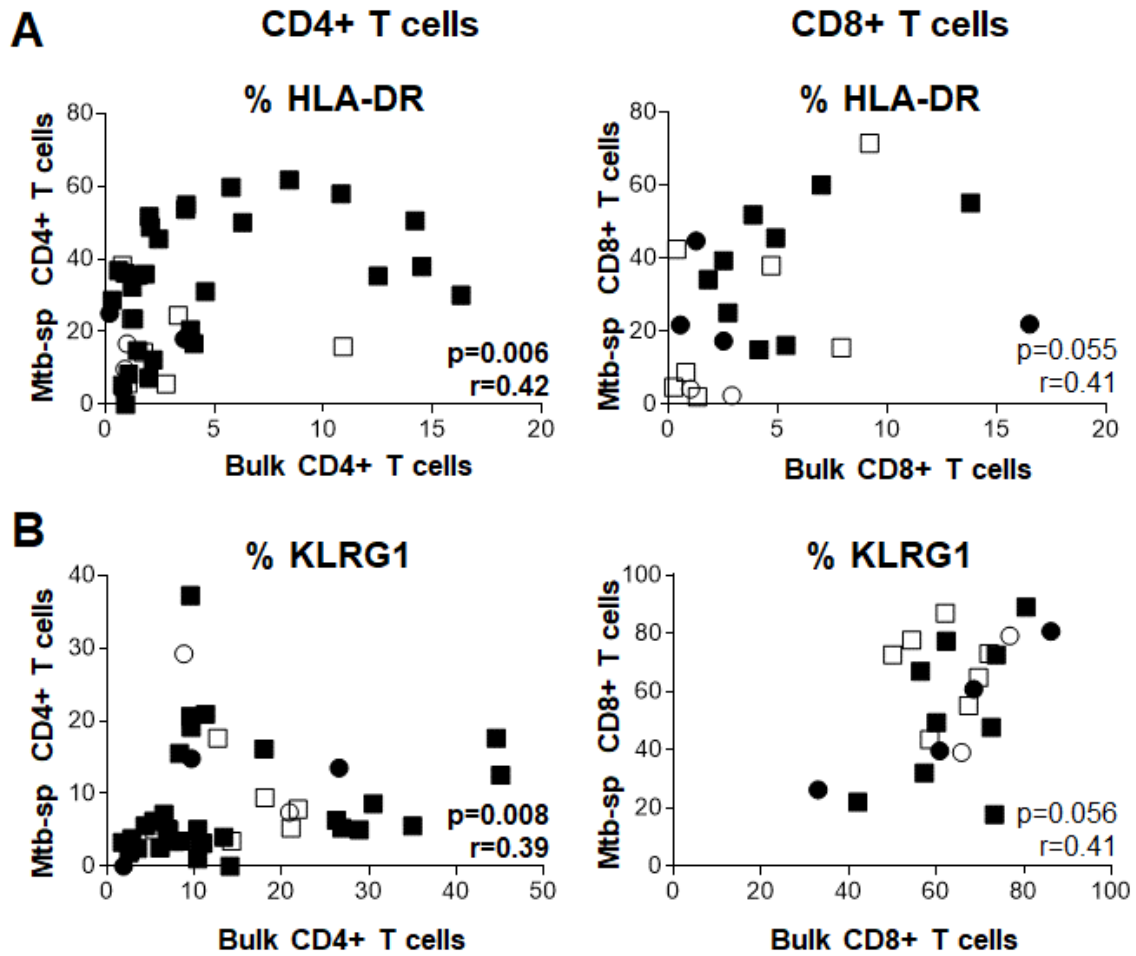 A
CD4+ T cells
CD8+ T cells
% HLA-DR
Mtb-sp CD4+ T cells
80
60
40
20
0
p=0.006
r=0.42
0 5 10 15 20
Bulk CD4+ T cells
% HLA-DR
Mtb-sp CD8+ T cells
80
60
40
20
0
p=0.055
r=0.41
0 5 10 15 20
Bulk CD8+ T cells
B
% KLRG1
Mtb-sp CD4+ T cells
40
30
20
10
0
p=0.008
r=0.39
0 10 20 30 40 50
Bulk CD4+ T cells
% KLRG1
Mtb-sp CD8+ T cells
100
80
60
40
20
0
p=0.056
r=0.41
0 20 40 60 80 100
Bulk CD8+ T cells